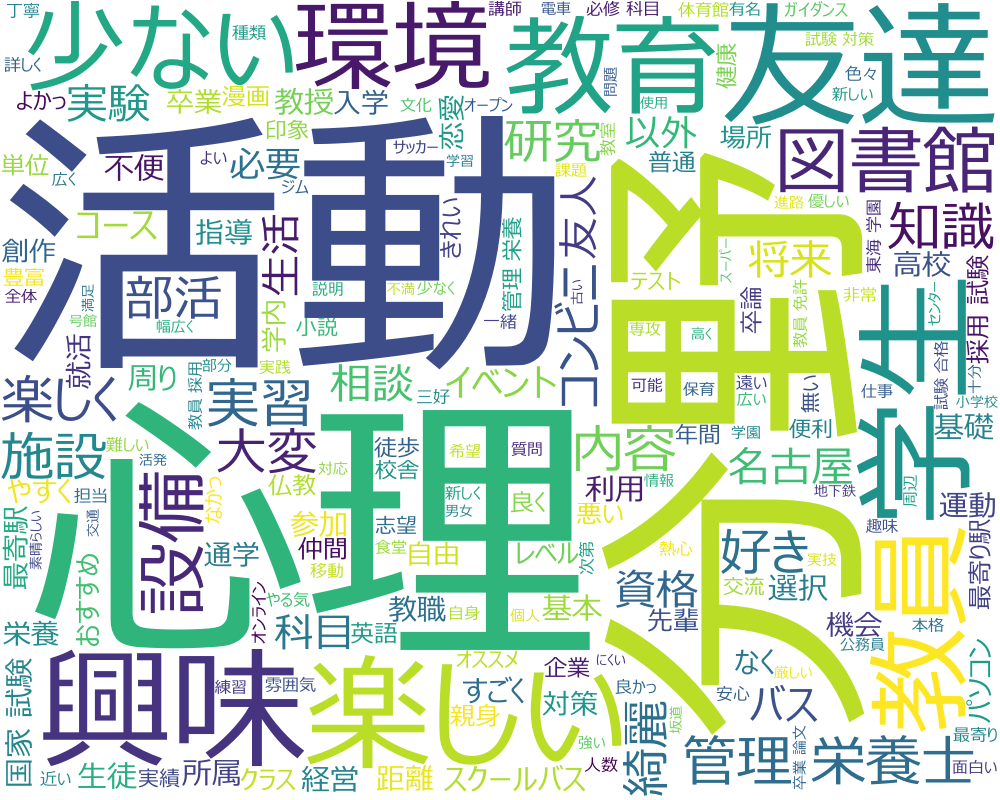 丁寧
少ない
種類
環境
講師
電車
必修 科目
体育館
有名
ガイダンス
教育
友達
試験 対策
色々
新しい
詳しく
よかっ
実験
卒業
漫画
教授
入学
文化
オープン
恋愛
問題
使用
健康
印象
サッカー
研究
教室
以外
場所
図書館
単位
広く
不便
必要
よい
ジム
学習
課題
普通
活動
分野
進路
優しい
コース
指導
生活
きれい
管理 栄養
友人
コンビニ
スーパー
将来
知識
東海 学園
創作
豊富
全体
満足
号館
部活
幅広く
学内
説明
小説
不満
少なく
古い
一緒
テスト
卒論
教員 免許
非常
高校
センター
採用 試験
就活
周り
部分
実践
教員 採用
相談
三好
イベント
専攻
高く
可能
保育
遠い
広い
無い
学生
仕事
試験 合格
十分
小学校
楽しく
実習
大変
徒歩
校舎
対応
希望
質問
内容
年間
学園
便利
基礎
施設
難しい
活発
仏教
心理
新しく
男女
良く
利用
情報
名古屋
地下鉄
周辺
やすく
担当
交通
設備
なかっ
参加
志望
悪い
運動
最寄駅
素晴らしい
通学
仲間
移動
食堂
自由
レベル
次第
熱心
好き
趣味
教員
最寄り駅
おすすめ
オンライン
やる気
教職
自身
個人
基本
資格
先輩
交流
選択
実技
機会
本格
公務員
栄養
科目
英語
オススメ
企業
にくい
なく
厳しい
パソコン
国家 試験
興味
練習
雰囲気
楽しい
すごく
親身
対策
良かっ
綺麗
坂道
安心
バス
最寄り
近い
生徒
実績
所属
クラス
経営
距離
スクールバス
強い
人数
管理
卒業 論文
栄養士
面白い